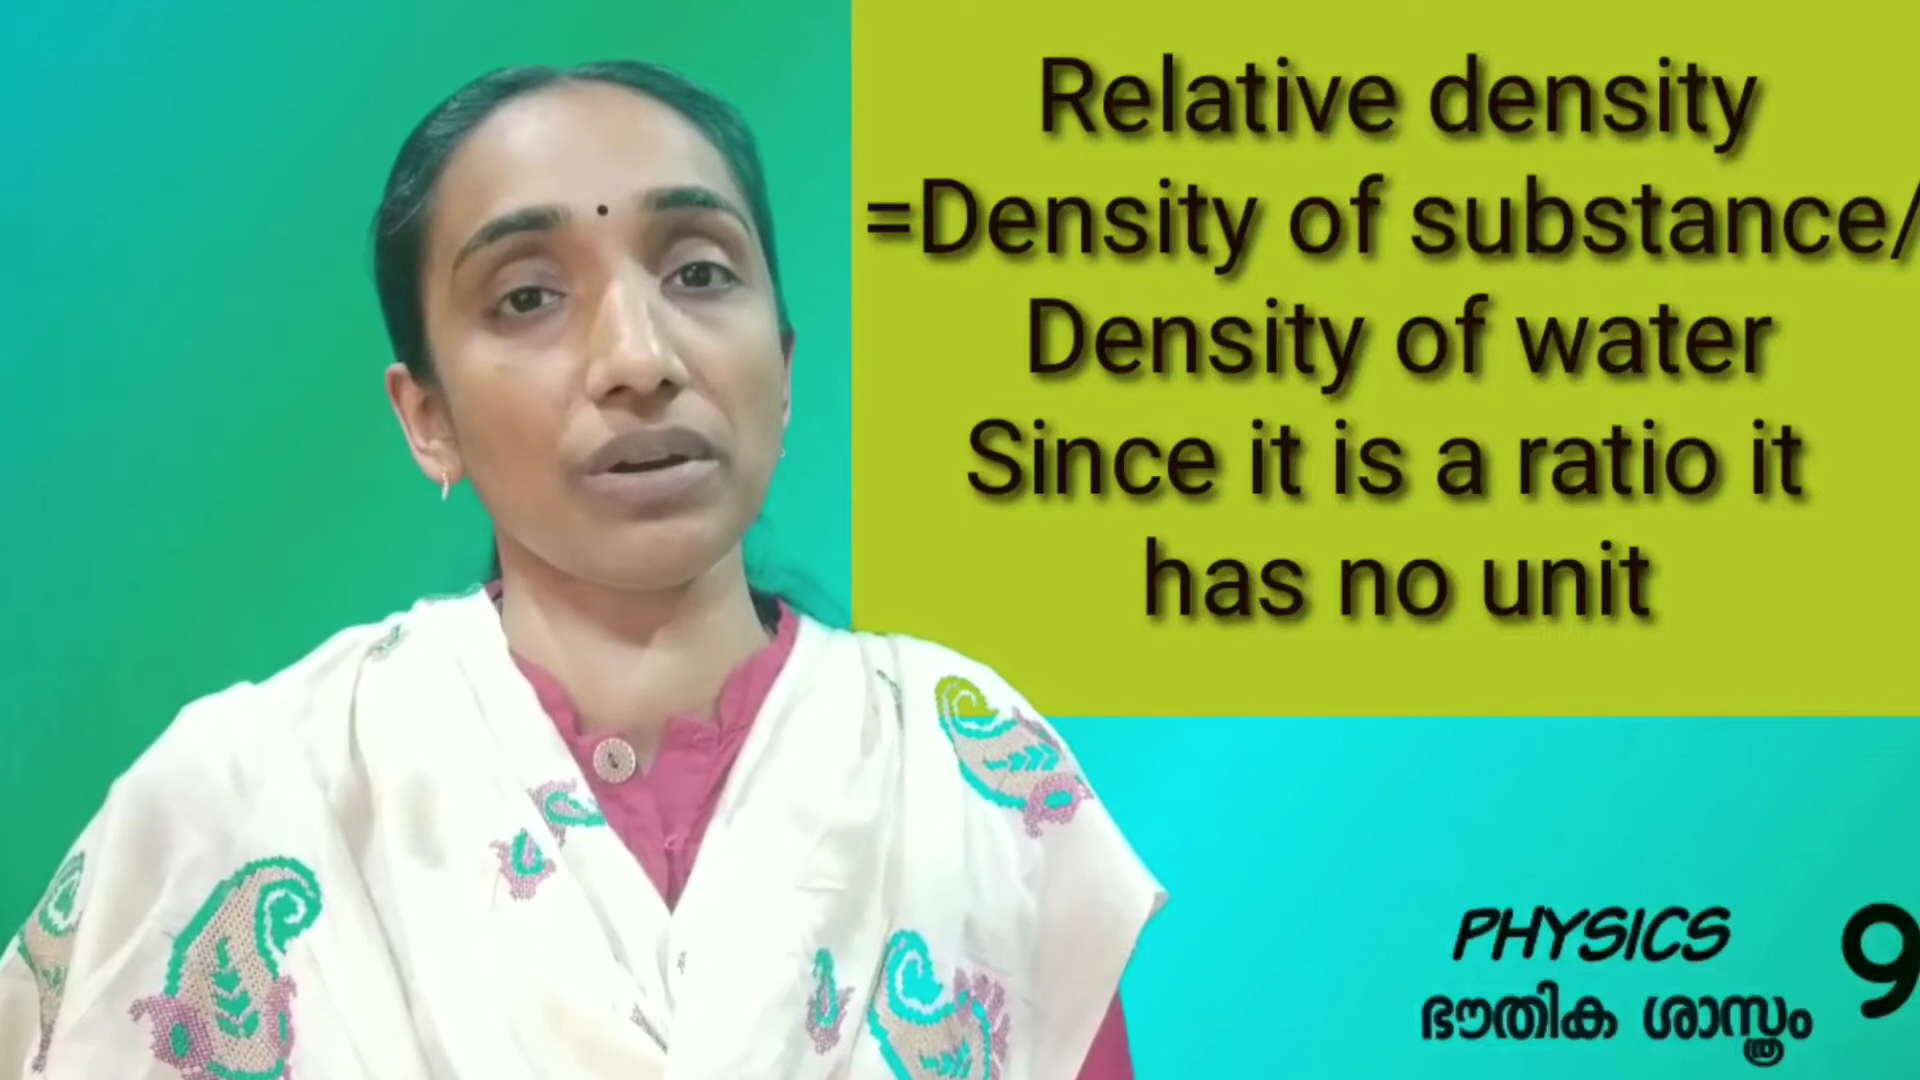 Relative density
=Density of substance/
Density of water
Since it is a ratio it
has no unit
PHYSICS 9
ഭൗതിക ശാസ്ത്രം